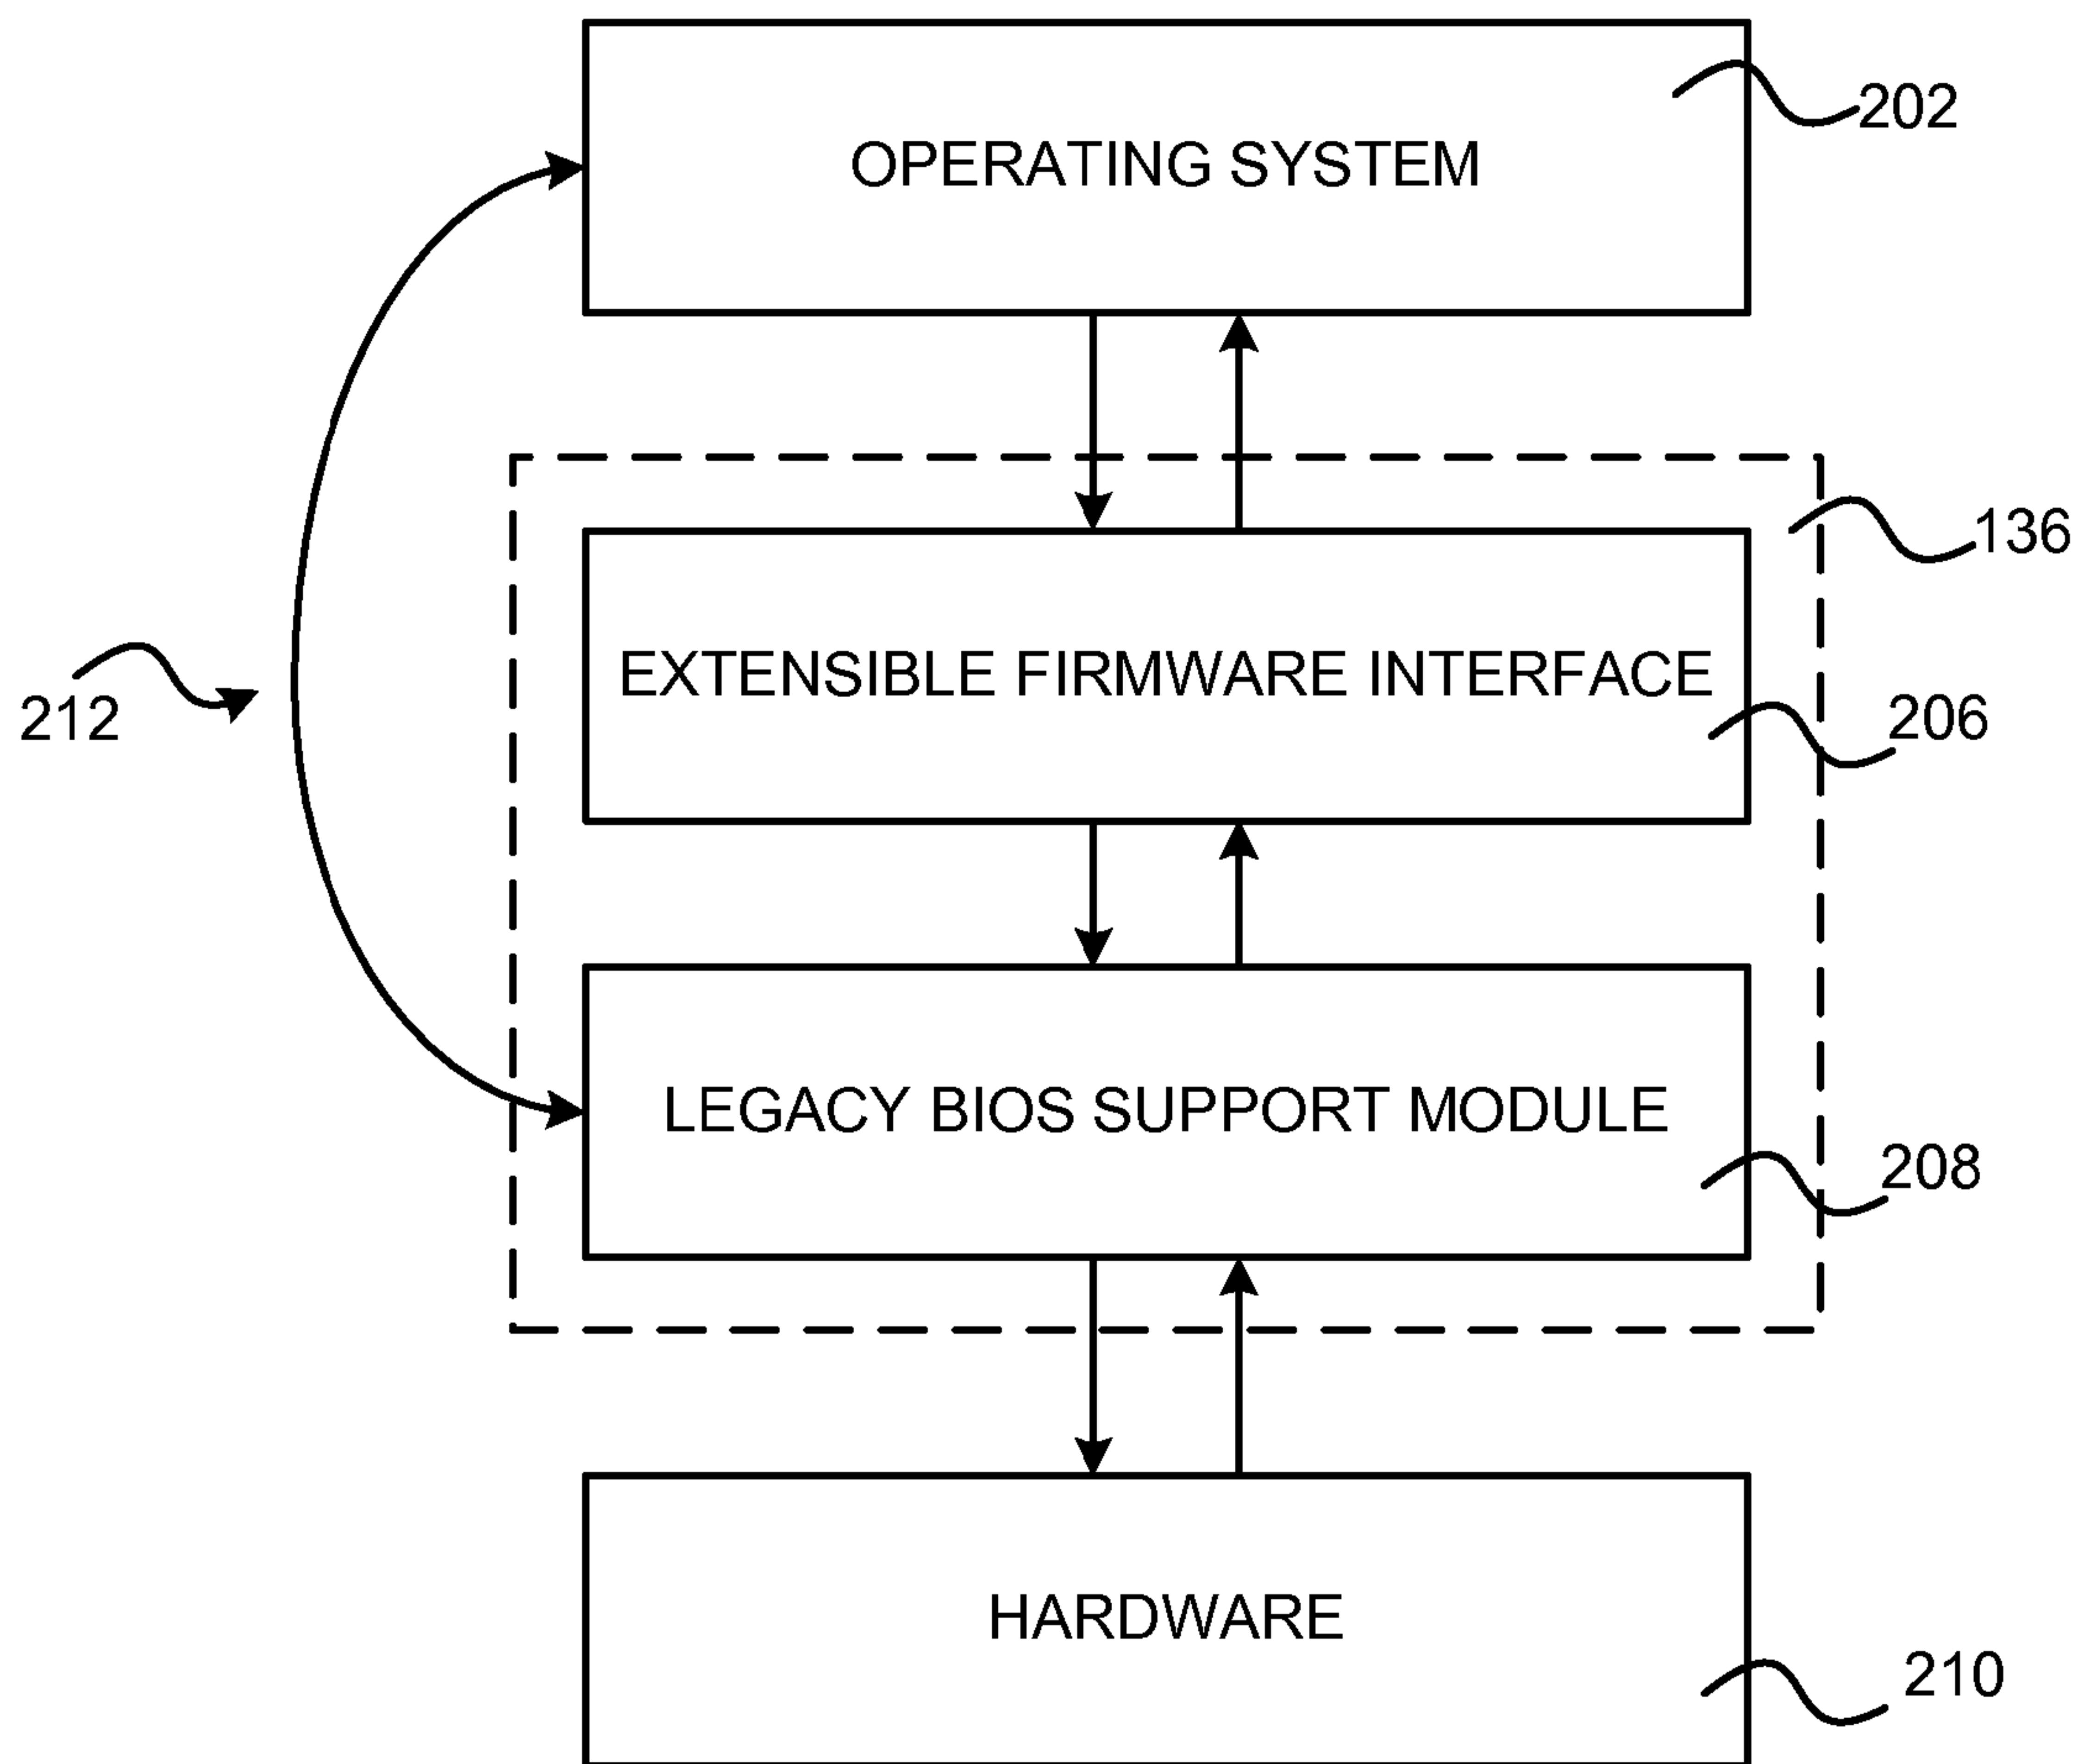 OPERATING SYSTEM
202
136
EXTENSIBLE FIRMWARE INTERFACE
206
212
LEGACY BIOS SUPPORT MODULE
208
HARDWARE
210